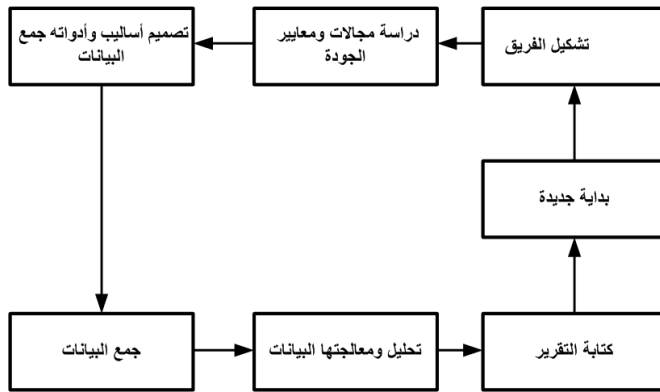 تشكيل الفريق
دراسة مجالات ومعايير
الجودة
تصميم أساليب وأدواته جمع
البيانات
بداية جديدة
جمع البيانات
تحليل ومعالجتها البيانات
كتابة التقرير